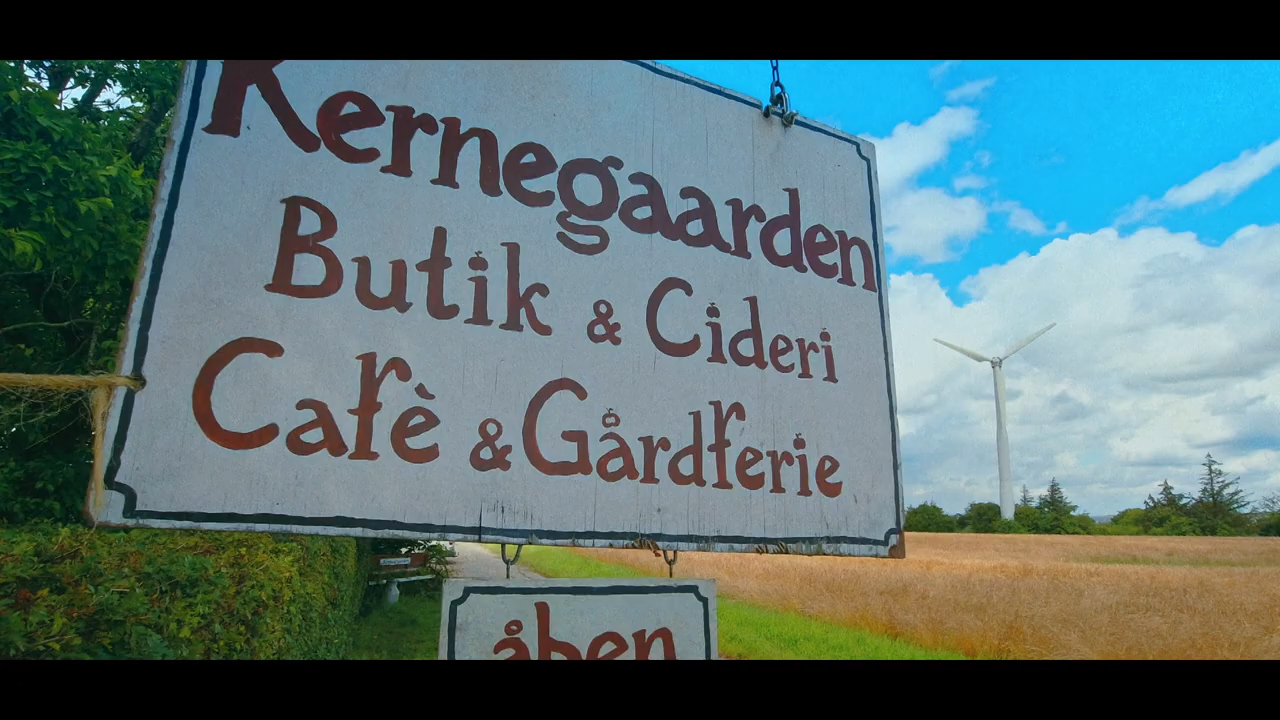 Kernegaarden
Butik & Cideri
Cafè & Gårdferie
åben